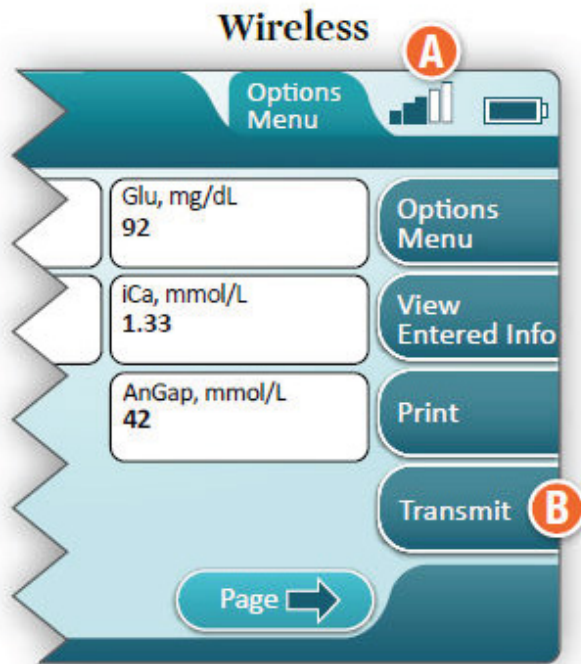 Wireless
A
Options
Menu
Glu, mg/dL
92
Options
Menu
iCa, mmol/L
1.33
View
Entered Info
AnGap, mmol/L
42
Print
Transmit
B
Page